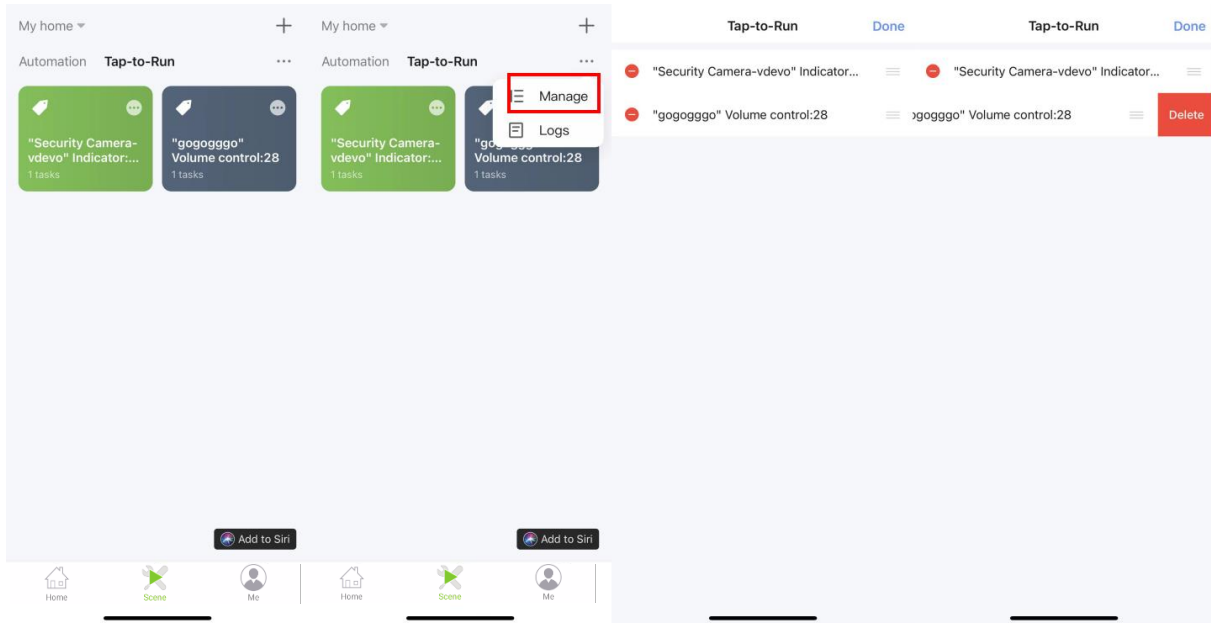 My home
Automation Tap-to-Run
"Security Camera-
vdevo" Indicator:...
1 tasks
"gogogggo"
Volume control:28
1 tasks
Add to Siri
Home
Scene
Me
My home
Automation Tap-to-Run
Manage
Logs
"Security Camera-
vdevo" Indicator:...
1 tasks
Volume control:28
1 tasks
Add to Siri
Home
Scene
Me
Tap-to-Run
Done
"Security Camera-vdevo" Indicator...
"gogogggo" Volume control:28
Tap-to-Run
Done
"Security Camera-vdevo" Indicator...
gogogggo" Volume control:28
Delete